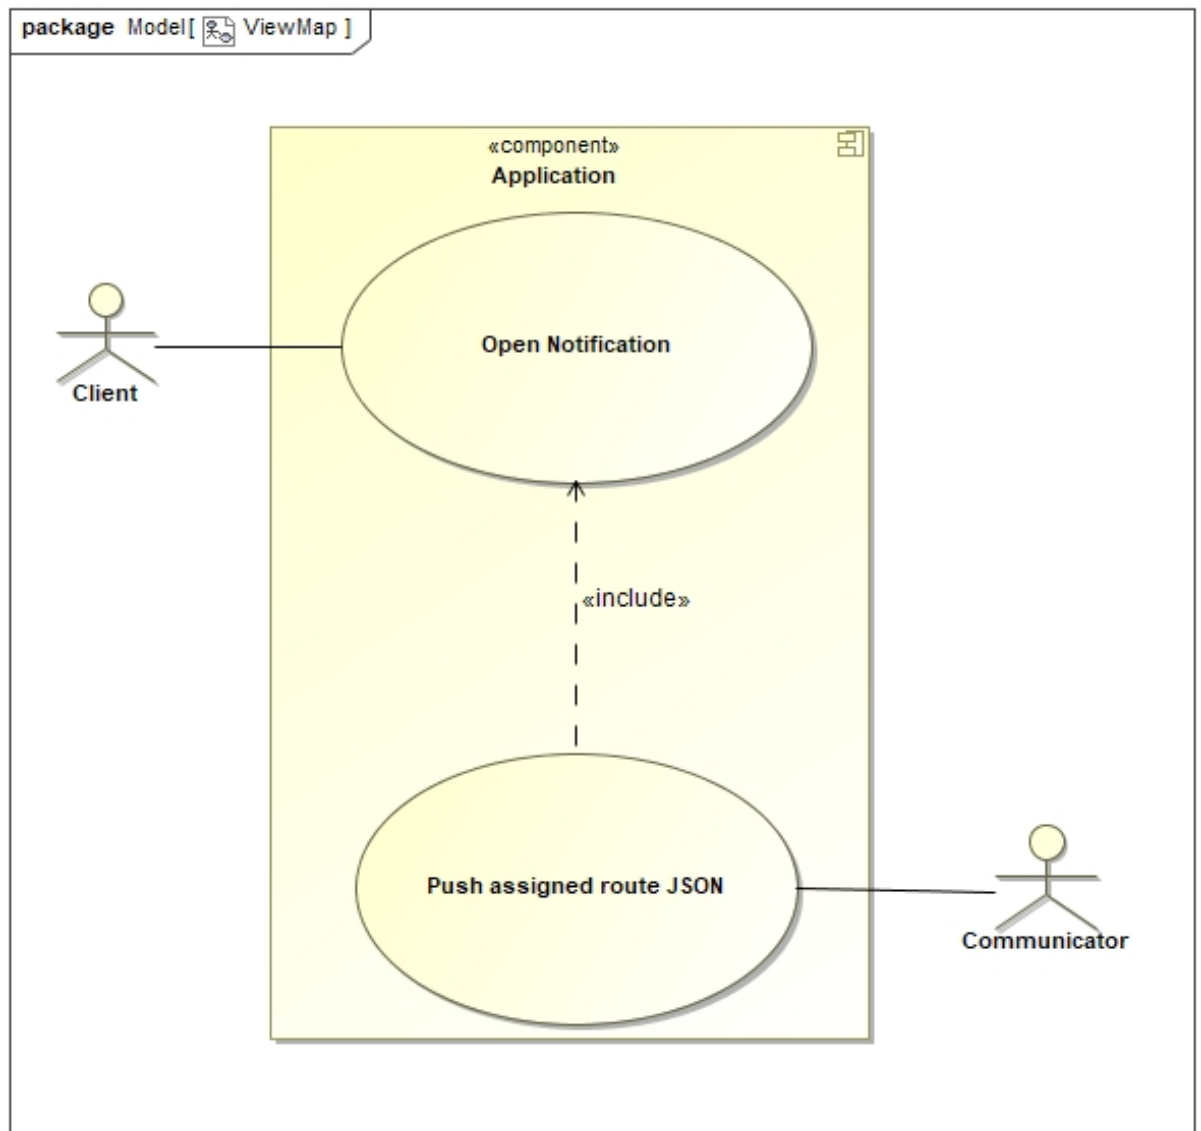 package Model[ ViewMap ]
«component»
Application
Open Notification
Client
«include»
Push assigned route JSON
Communicator